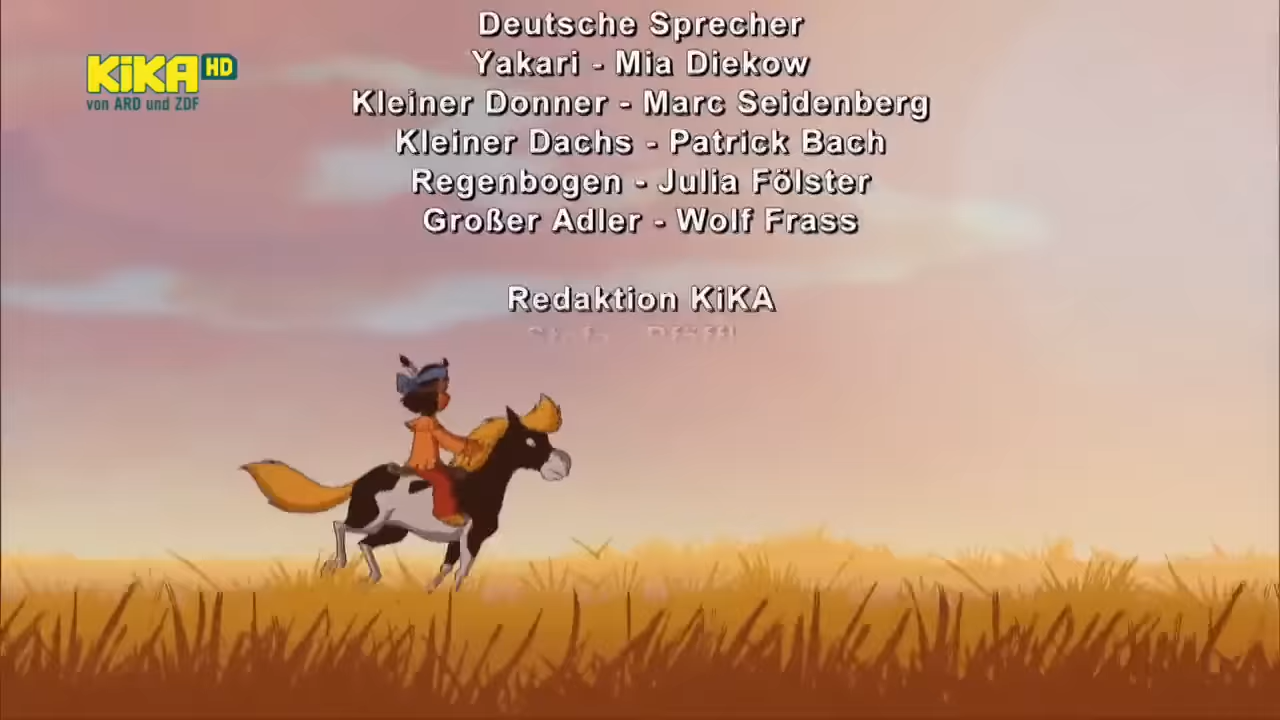 KiKA HD
von ARD und ZDF
Deutsche Sprecher
Yakari - Mia Diekow
Kleiner Donner - Marc Seidenberg
Kleiner Dachs - Patrick Bach
Regenbogen - Julia Fölster
Großer Adler - Wolf Frass
Redaktion KiKA